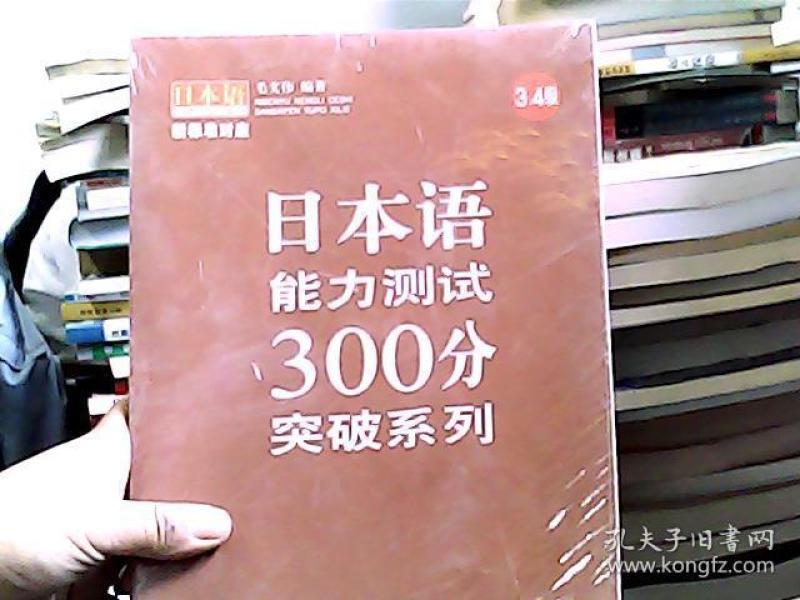 日本语
毛文伟 编著
3.4级
日本语
能力测试
300分
突破系列
孔夫子旧书网
www.kongfz.com